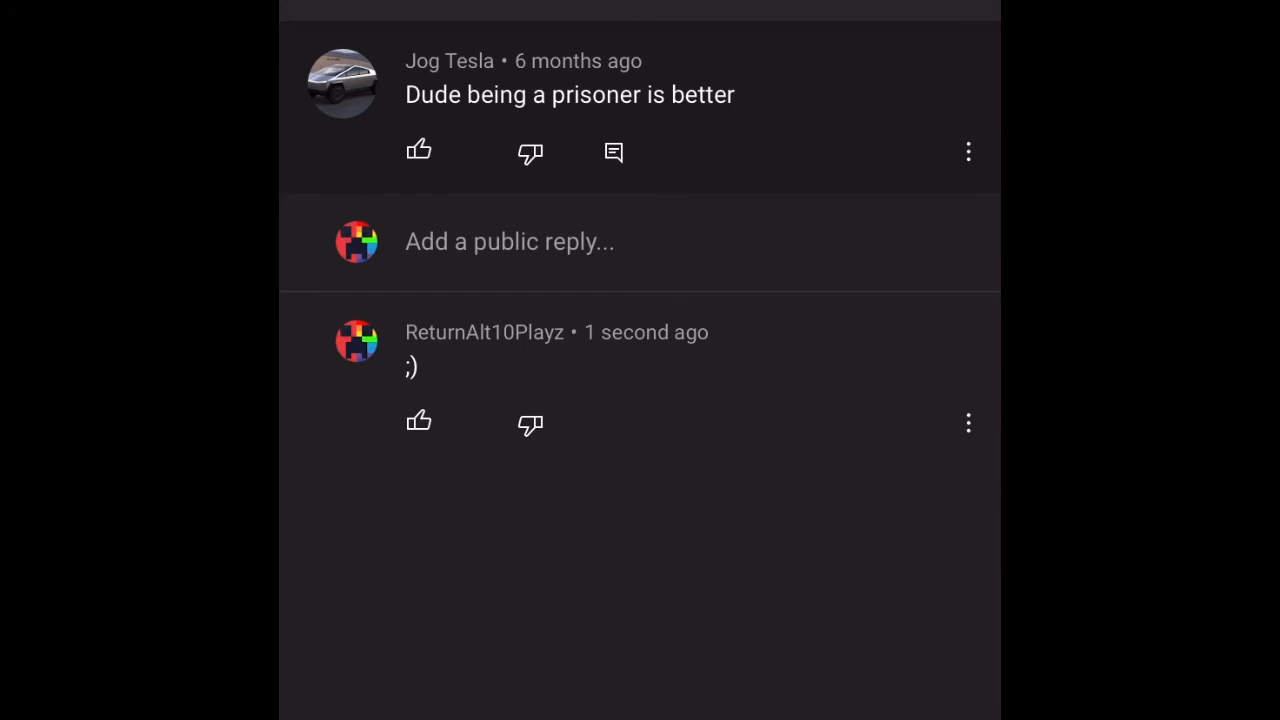 Jog Tesla • 6 months ago
Dude being a prisoner is better
Add a public reply...
ReturnAlt10Playz • 1 second ago
;)